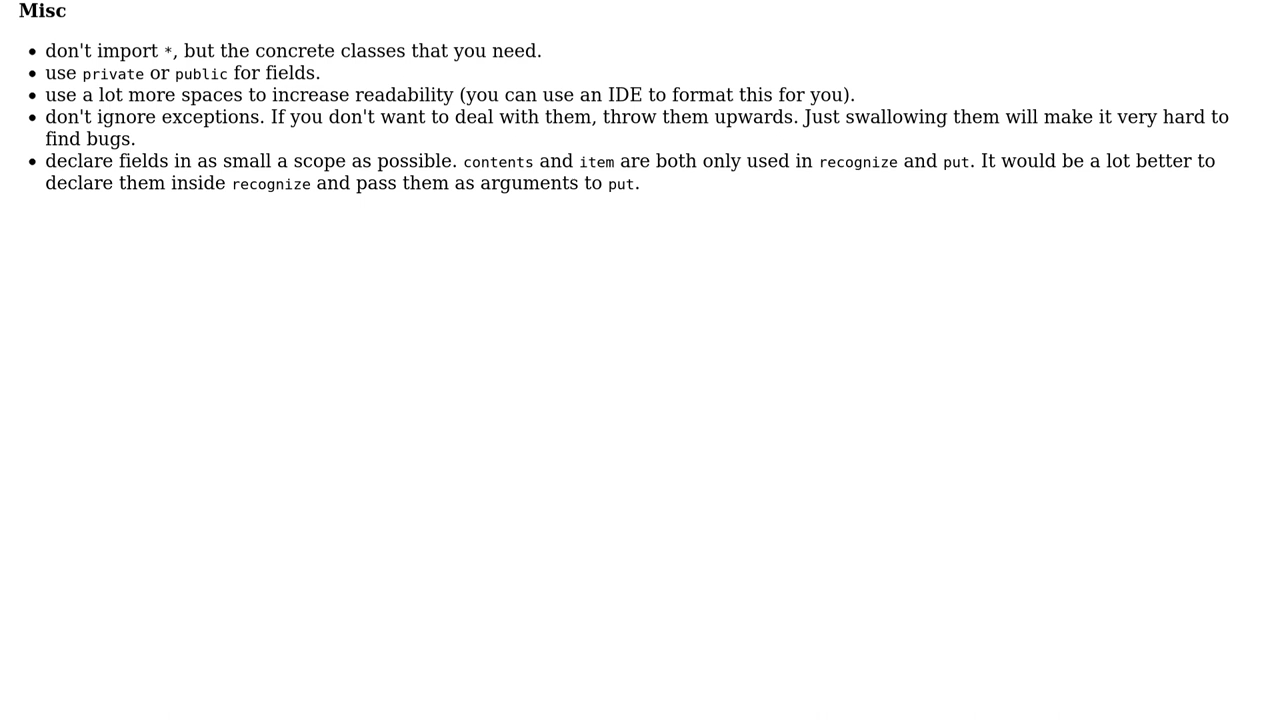 Misc
• don't import *, but the concrete classes that you need.
• use private or public for fields.
• use a lot more spaces to increase readability (you can use an IDE to format this for you).
• don't ignore exceptions. If you don't want to deal with them, throw them upwards. Just swallowing them will make it very hard to
find bugs.
• declare fields in as small a scope as possible. contents and item are both only used in recognize and put. It would be a lot better to
declare them inside recognize and pass them as arguments to put.